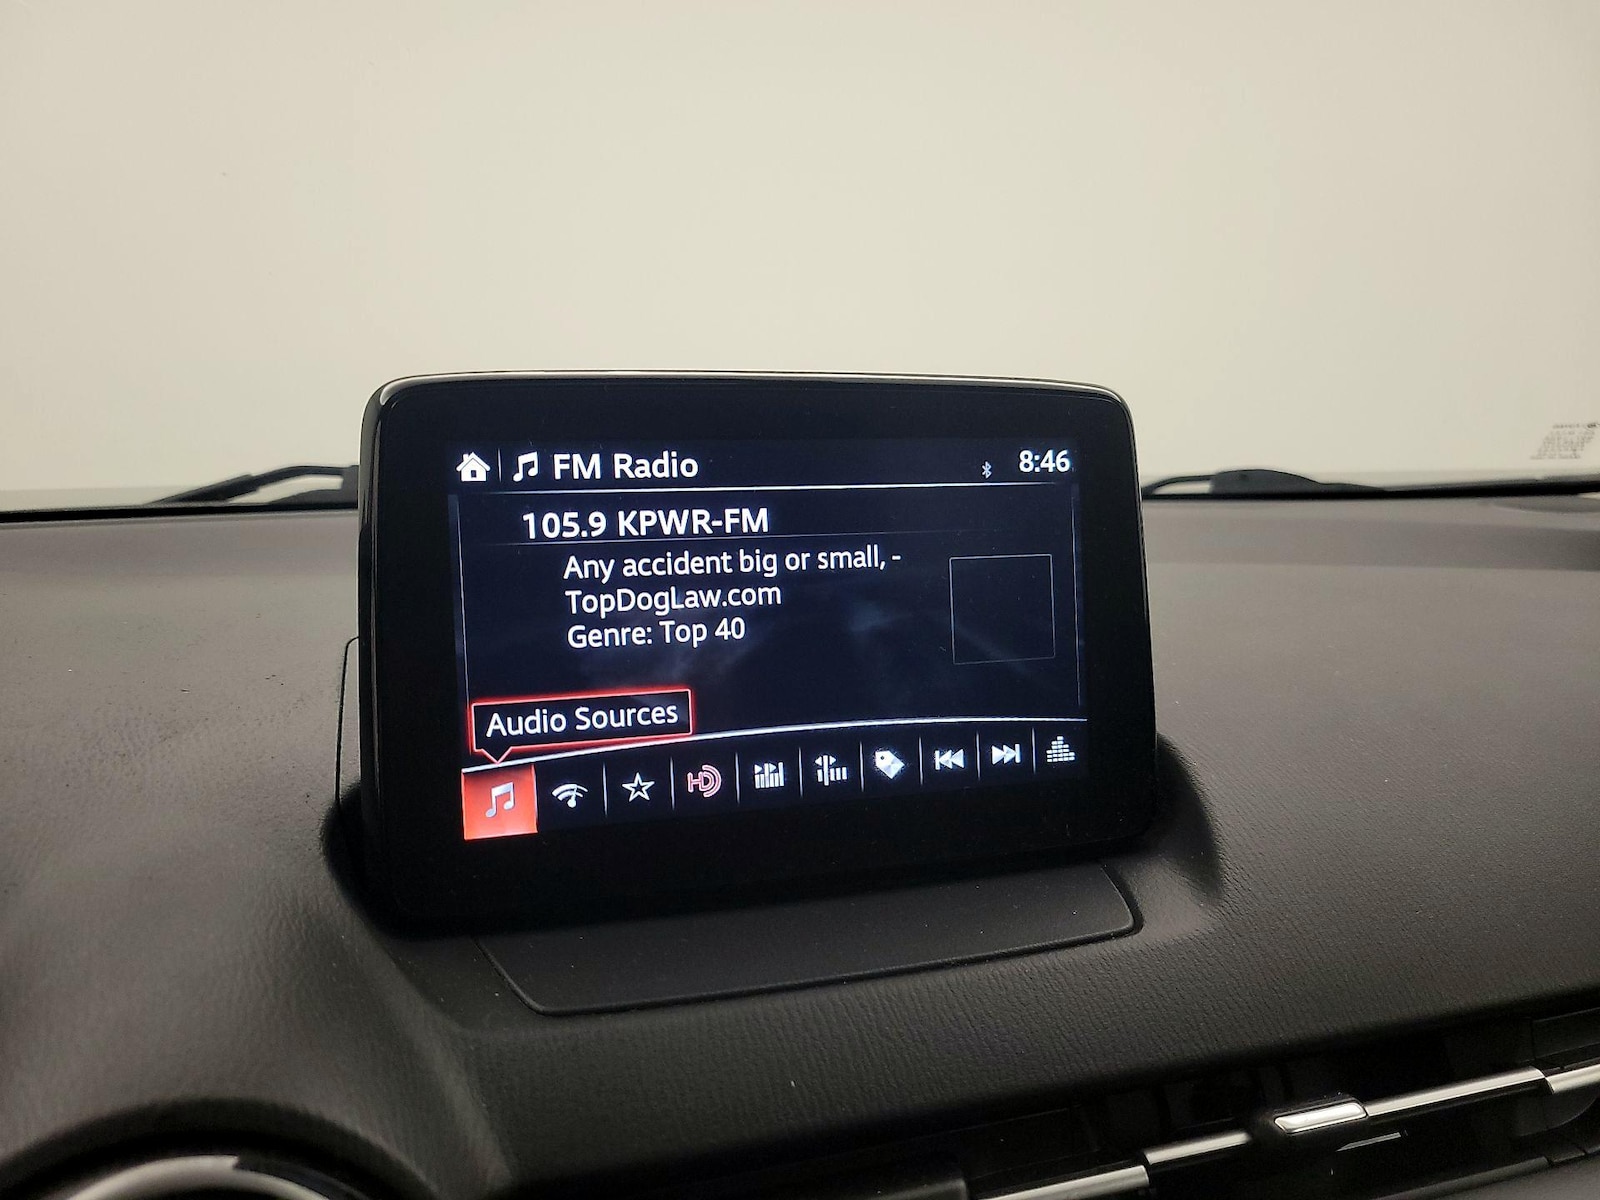 FM Radio
8:46
105.9 KPWR-FM
Any accident big or small, -
TopDogLaw.com
Genre: Top 40
Audio Sources
HD